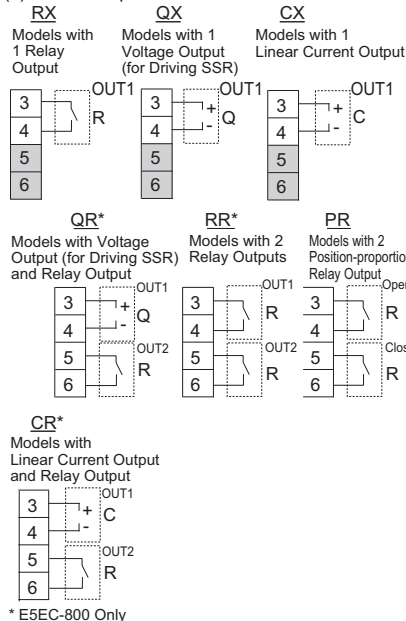 RX
Models with
1 Relay
Output
OUT1
3
4
R
5
6
QX
Models with 1
Voltage Output
(for Driving SSR)
OUT1
3
4
+
-
Q
5
6
CX
Models with 1
Linear Current Output
OUT1
3
4
+
-
C
5
6
QR*
Models with Voltage
Output (for Driving SSR)
and Relay Output
OUT1
3
4
+
-
Q
OUT2
5
6
R
RR*
Models with 2
Relay Outputs
OUT1
3
4
R
OUT2
5
6
R
PR
Models with 2
Relay Output
3
4
R
5
6
R
CR*
Models with
Linear Current Output
and Relay Output
OUT1
3
4
+
-
C
OUT2
5
6
R
* E5EC-800 Only